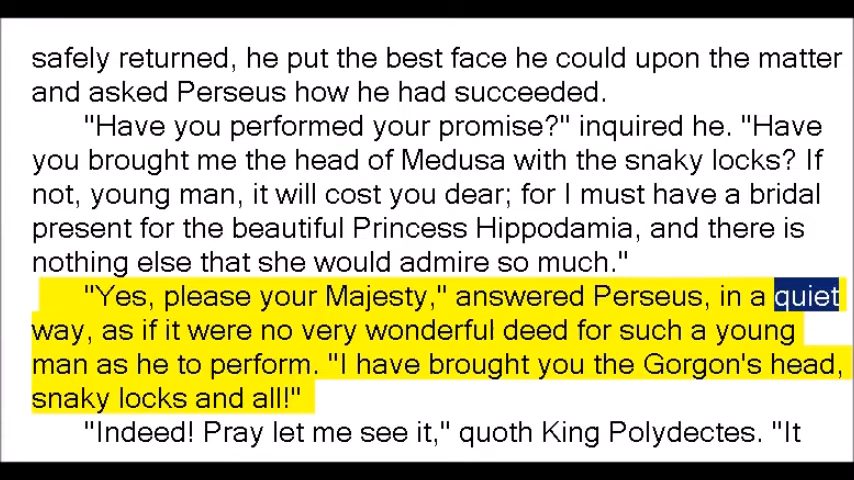 safely returned, he put the best face he could upon the matter
and asked Perseus how he had succeeded.
"Have you performed your promise?" inquired he. "Have
you brought me the head of Medusa with the snaky locks? If
not, young man, it will cost you dear; for I must have a bridal
present for the beautiful Princess Hippodamia, and there is
nothing else that she would admire so much."
"Yes, please your Majesty," answered Perseus, in a quiet
way, as if it were no very wonderful deed for such a young
man as he to perform. "I have brought you the Gorgon's head,
snaky locks and all!"
"Indeed! Pray let me see it," quoth King Polydectes. "It